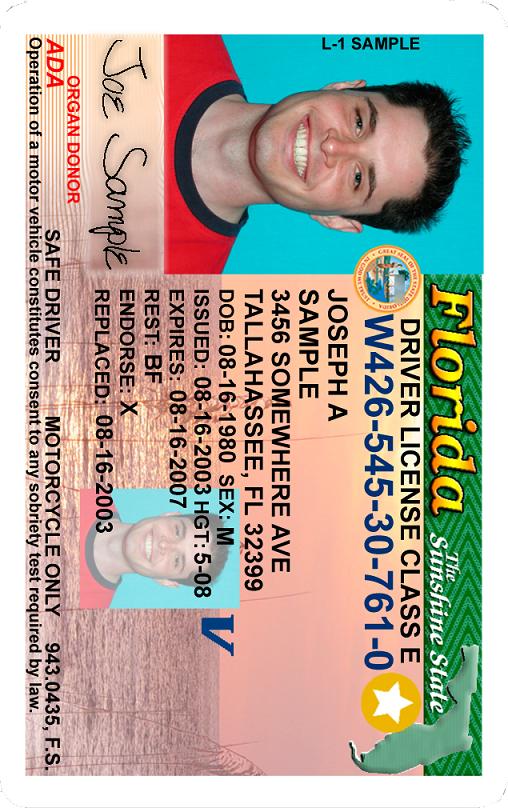 L-1 SAMPLE
Florida
The
Sunshine State
DRIVER LICENSE CLASS E
W426-545-30-761-0
JOSEPH A
SAMPLE
3456 SOMEWHERE AVE
TALLAHASSEE, FL 32399
DOB: 08-16-1980 SEX: M
ISSUED: 08-16-2003 HGT: 5-08
EXPIRES: 08-16-2007
REST: BF
ENDORSE: X
REPLACED: 08-16-2003
V
Joe Sample
ORGAN DONOR
ADA
SAFE DRIVER MOTORCYCLE ONLY 943.0435, F.S.
Operation of a motor vehicle constitutes consent to any sobriety test required by law.